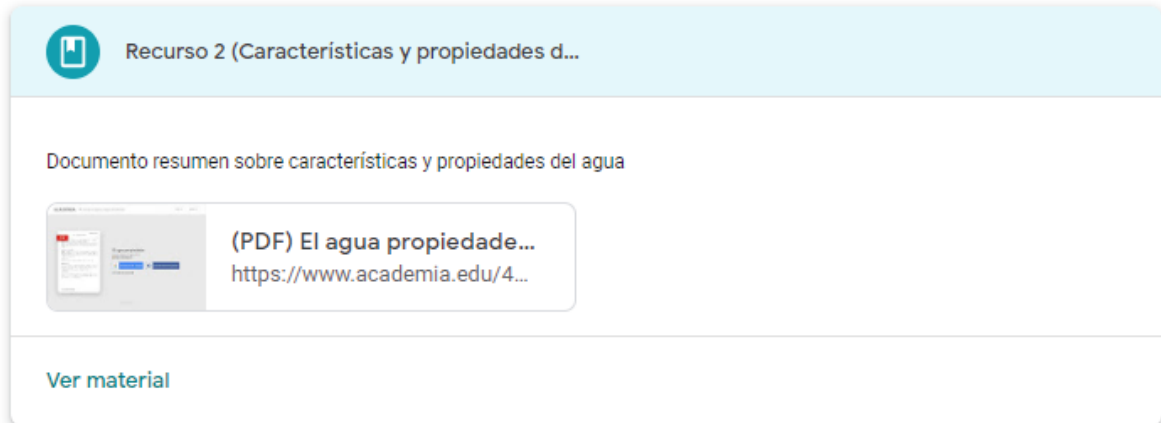 Recurso 2 (Características y propiedades d...
Documento resumen sobre características y propiedades del agua
(PDF) El agua propiedade...
https://www.academia.edu/4...
Ver material